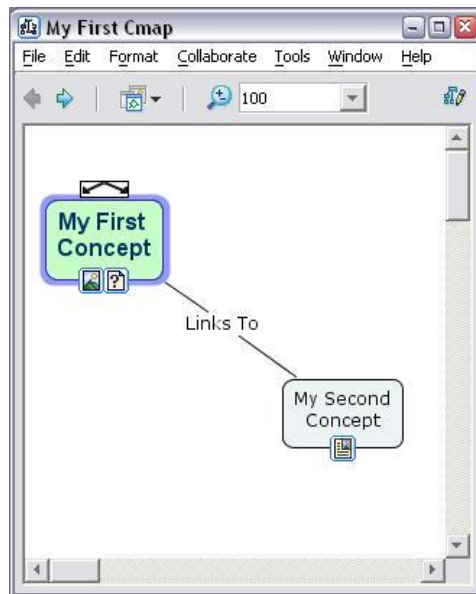 My First Cmap
File Edit Format Collaborate Tools Window Help
100
My First
Concept
?
Links To
My Second
Concept